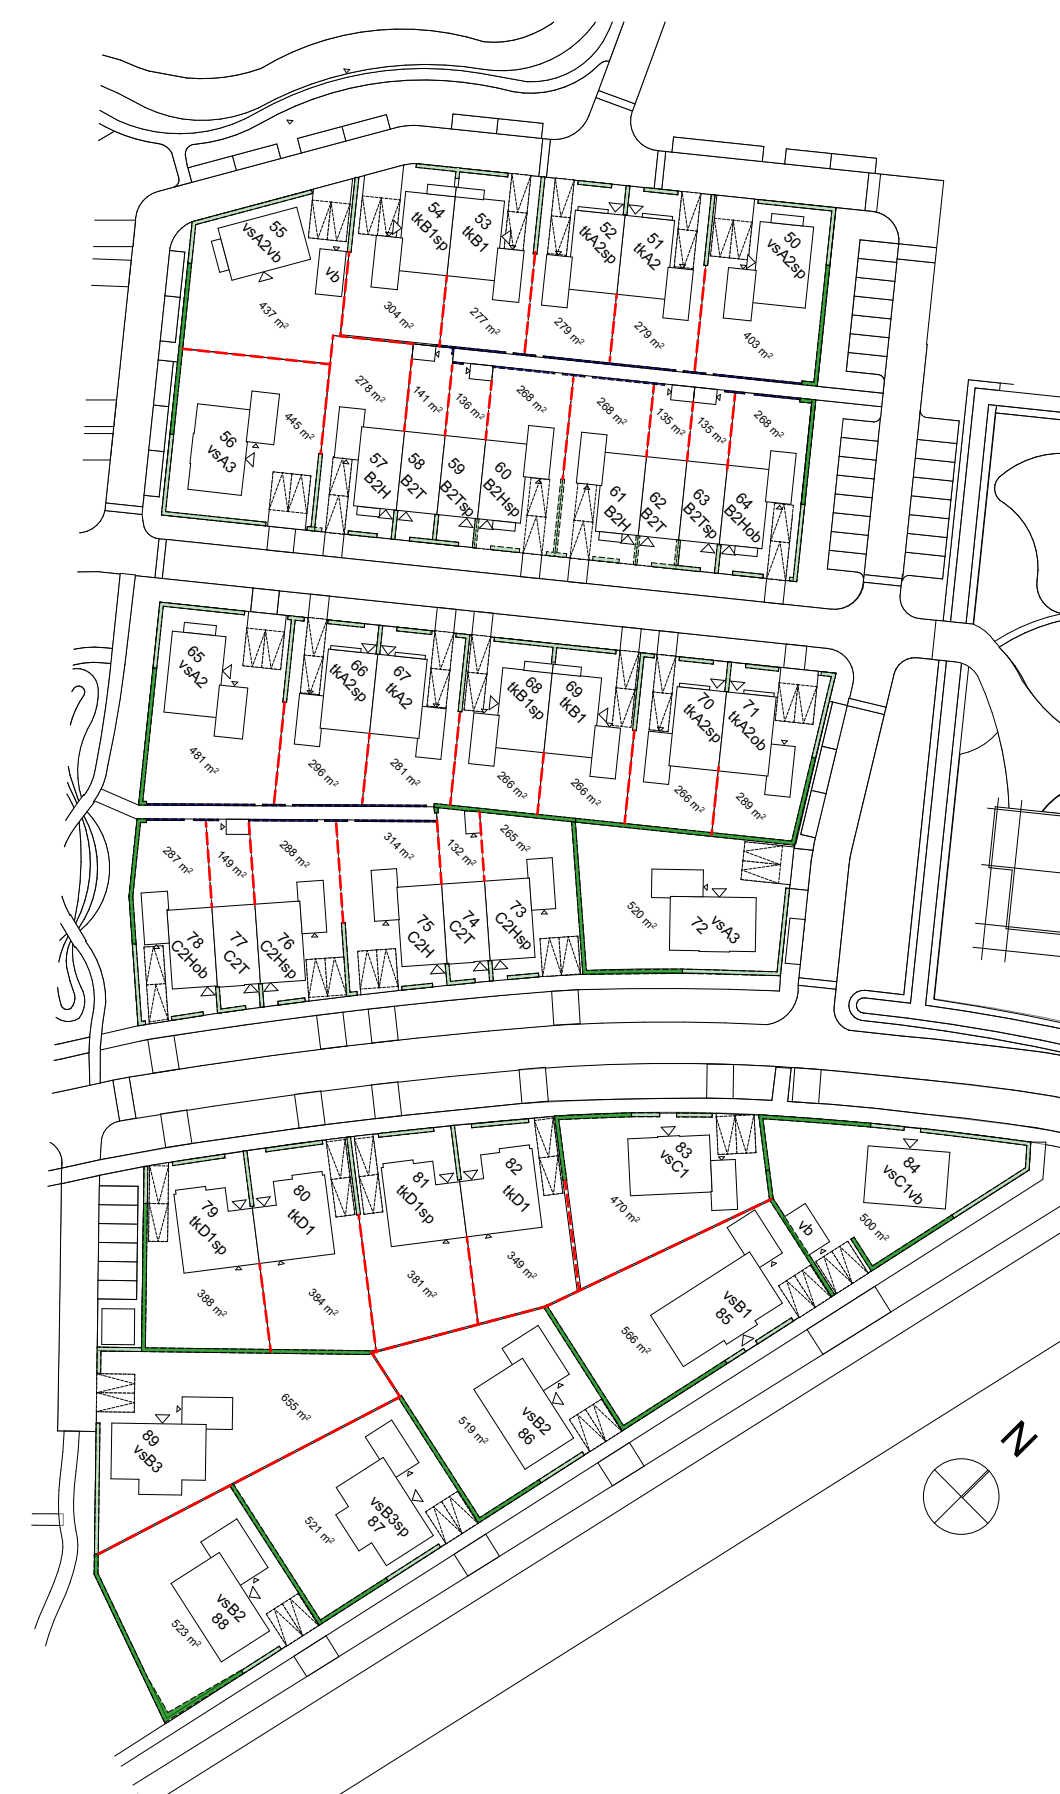 55
vsA2vb
vb
437 m²
54
tkB1sp
304 m²
53
tkB1
277 m²
52
tkA2sp
279 m²
51
tkA2
279 m²
50
vsA2sp
403 m²
56
vsA3
445 m²
278 m²
57
B2H
141 m²
58
B2T
136 m²
59
B2Tsp
268 m²
60
B2Hsp
268 m²
61
B2H
135 m²
62
B2T
135 m²
63
B2Tsp
268 m²
64
B2Hob
65
vsA2
481 m²
66
tkA2sp
296 m²
67
tkA2
281 m²
68
tkB1sp
266 m²
69
tkB1
266 m²
70
tkA2sp
266 m²
71
tkA2ob
289 m²
287 m²
78
C2Hob
149 m²
77
C2T
288 m²
76
C2Hsp
314 m²
75
C2H
132 m²
74
C2T
265 m²
73
C2Hsp
520 m²
72
vsA3
79
tkD1sp
388 m²
80
tkD1
384 m²
81
tkD1sp
381 m²
82
tkD1
349 m²
83
vsC1
470 m²
84
vsC1vb
500 m²
vb
vsB1
85
566 m²
vsB2
86
519 m²
655 m²
89
vsB3
vsB3sp
87
521 m²
vsB2
88
523 m²
N